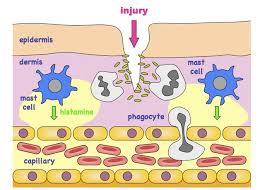 injury
epidermis
dermis
mast
cell
mast
cell
histamine
phagocyte
capillary